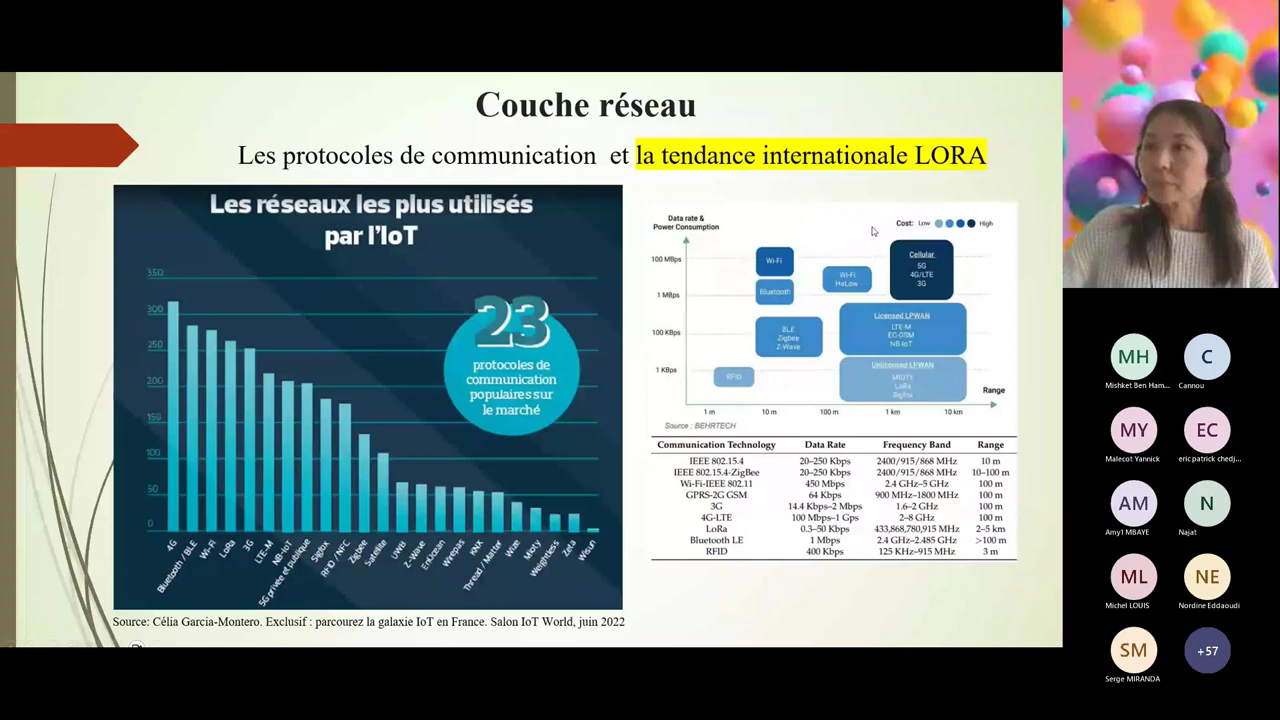 Couche réseau
Les protocoles de communication et la tendance internationale LORA
Les réseaux les plus utilisés
par l'IoT
350
300
250
200
150
100
50
0
23
protocoles de
communication
populaires sur
le marché
4G
Bluetooth / BLE
Wi-Fi
LoRa
3G
LTE-M
NB-IoT
5G privée et publique
Sigfox
RFID / NFC
Zigbee
Satellite
UWB
Z-Wave
EnOcean
Wirepas
KNX
Thread / Matter
Wize
Mioty
Weightless
Zeta
Wisun
Source: Célia Garcia-Montero. Exclusif : parcourez la galaxie IoT en France. Salon IoT World, juin 2022
Data rate &
Power Consumption
Cost: Low High
100 MBps
1 MBps
100 KBps
1 KBps
Wi-Fi
Bluetooth
Wi-Fi
HaLow
Cellular
5G
4G/LTE
3G
BLE
Zigbee
Z-Wave
Licensed LPWAN
LTE-M
EC-GSM
NB IoT
RFID
Unlicensed LPWAN
MIOTY
LoRa
Sigfox
Range
1 m 10 m 100 m 1 km 10 km
Source : BEHRTECH
Communication Technology Data Rate Frequency Band Range
IEEE 802.15.4 20–250 Kbps 2400/915/868 MHz 10 m
IEEE 802.15.4-ZigBee 20–250 Kbps 2400/915/868 MHz 10–100 m
Wi-Fi-IEEE 802.11 450 Mbps 2.4 GHz–5 GHz 100 m
GPRS-2G GSM 64 Kbps 900 MHz–1800 MHz 100 m
3G 14.4 Kbps–2 Mbps 1.6–2 GHz 100 m
4G-LTE 100 Mbps–1 Gps 2–8 GHz 100 m
LoRa 0.3–50 Kbps 433,868,780,915 MHz 2–5 km
Bluetooth LE 1 Mbps 2.4 GHz–2.485 GHz >100 m
RFID 400 Kbps 125 KHz–915 MHz 3 m
MH
Mishket Ben Ham...
C
Cannou
MY
Malecot Yannick
EC
eric patrick chedj...
AM
Amyl MBAYE
N
Najat
ML
Michel LOUIS
NE
Nordine Eddaoudi
SM
Serge MIRANDA
+57